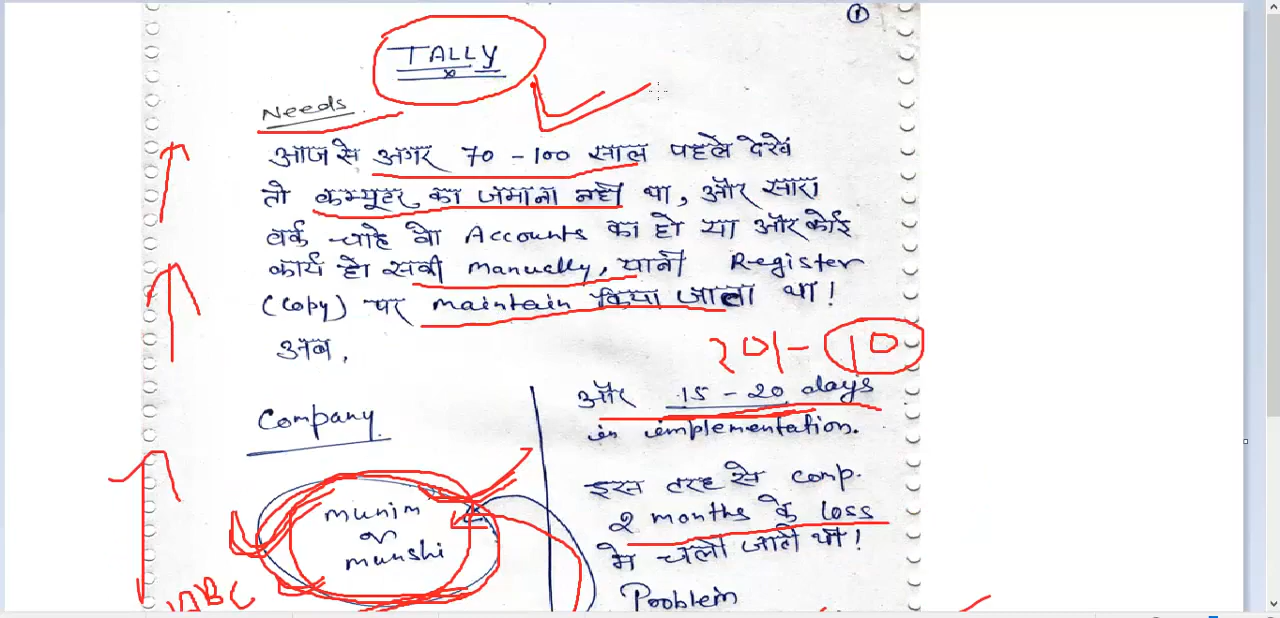 ①
TALLY
Needs
आज से अगर 70 - 100 साल पहले देखें
तो कम्प्यूटर का जमाना नहीं था, और सारा
वर्क चाहे वो Accounts का हो या और कोई
कार्य हो सभी manually, यानी Register
(copy) पर maintain किया जाता था!
अब,
20/- 10
Company
munim
or
munshi
ABC
और 15 - 20 days
in implementation.
इस तरह से comp.
2 months के loss
मे चली जाती थी!
Problem